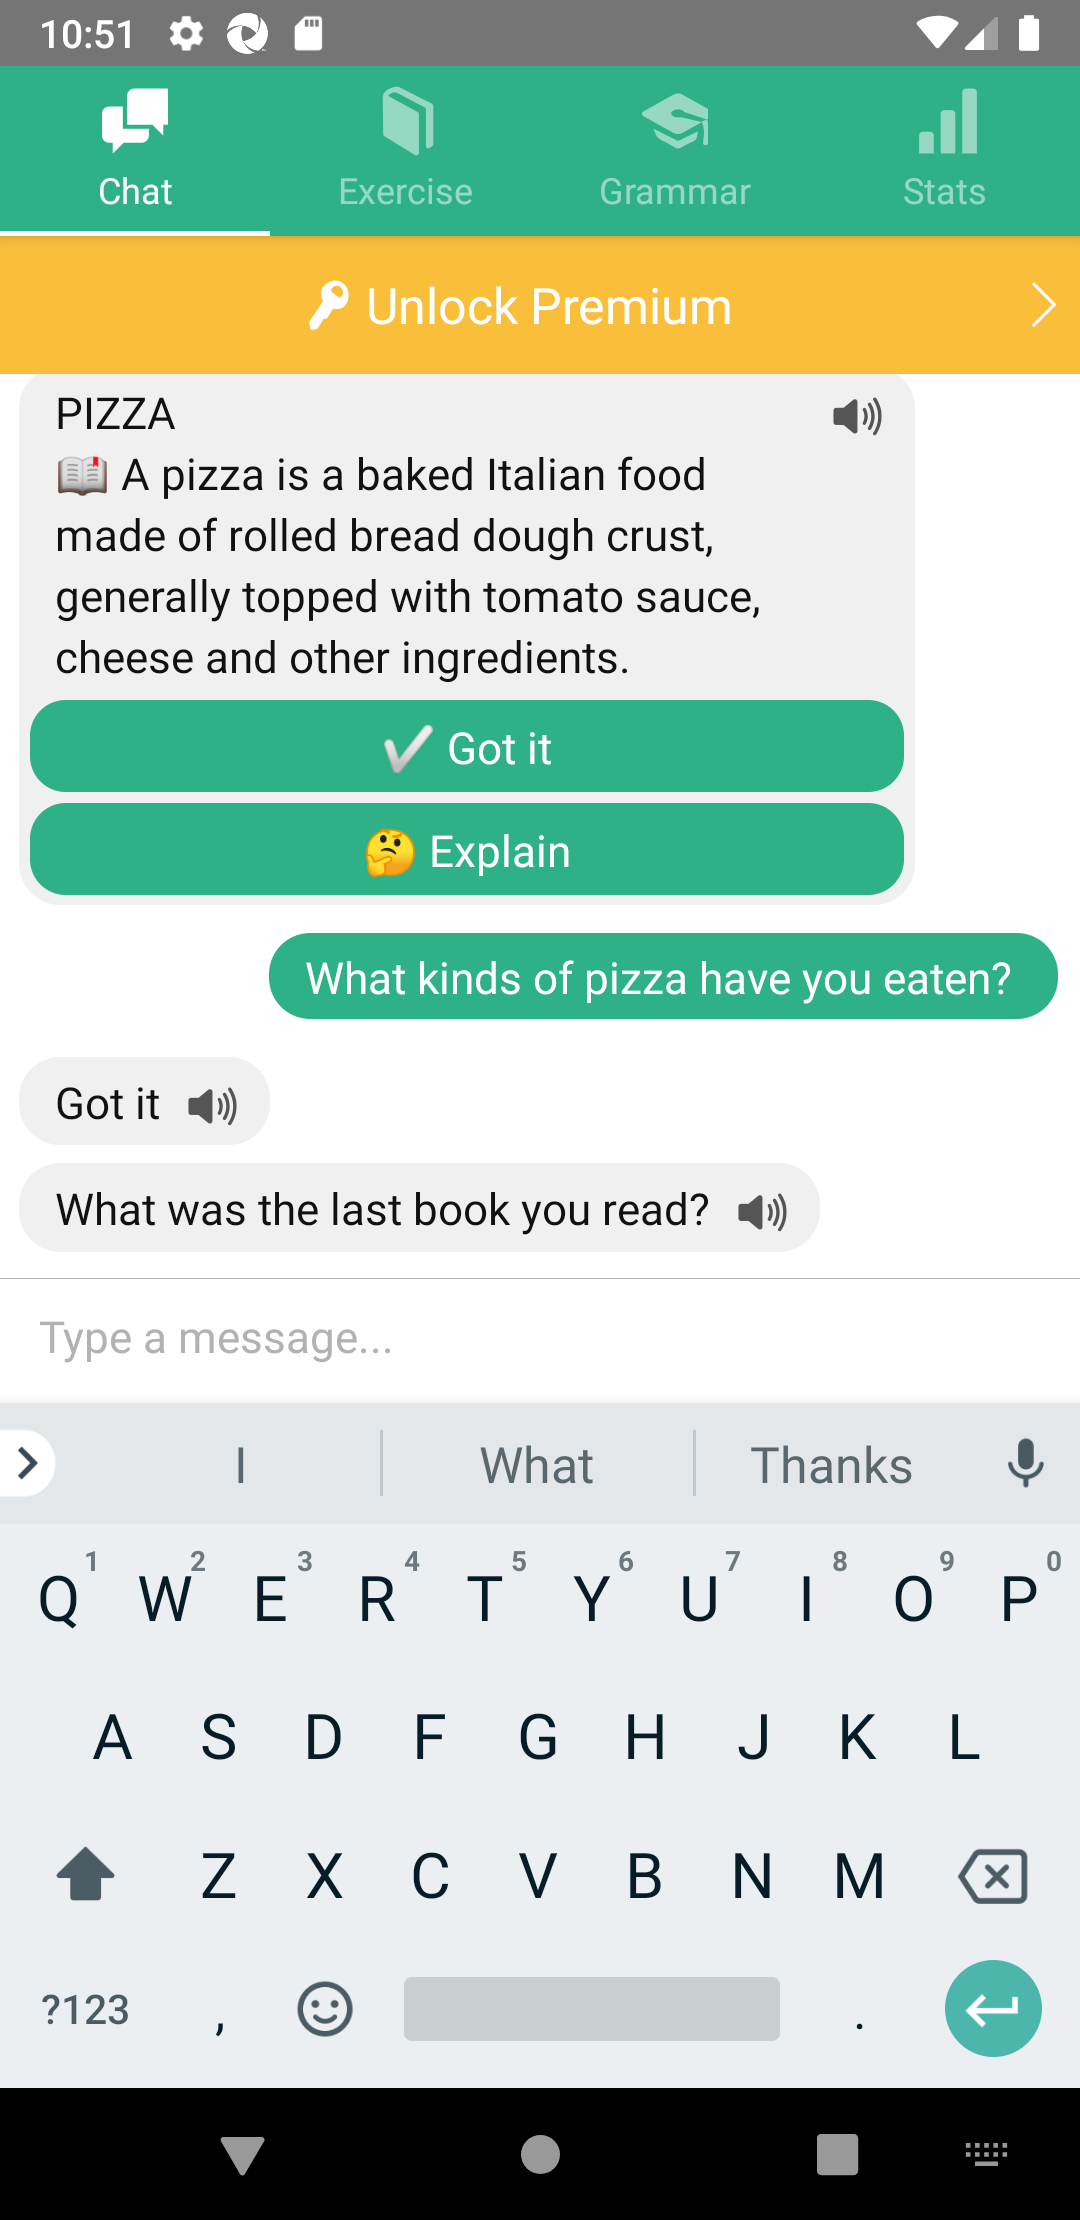 10:51
Chat
Exercise
Grammar
Stats
Unlock Premium
PIZZA
📖 A pizza is a baked Italian food
made of rolled bread dough crust,
generally topped with tomato sauce,
cheese and other ingredients.
✔️ Got it
🤔 Explain
What kinds of pizza have you eaten?
Got it
What was the last book you read?
Type a message...
I What Thanks
Q 1 W 2 E 3 R 4 T 5 Y 6 U 7 I 8 O 9 P 0
A S D F G H J K L
Z X C V B N M
?123 , .